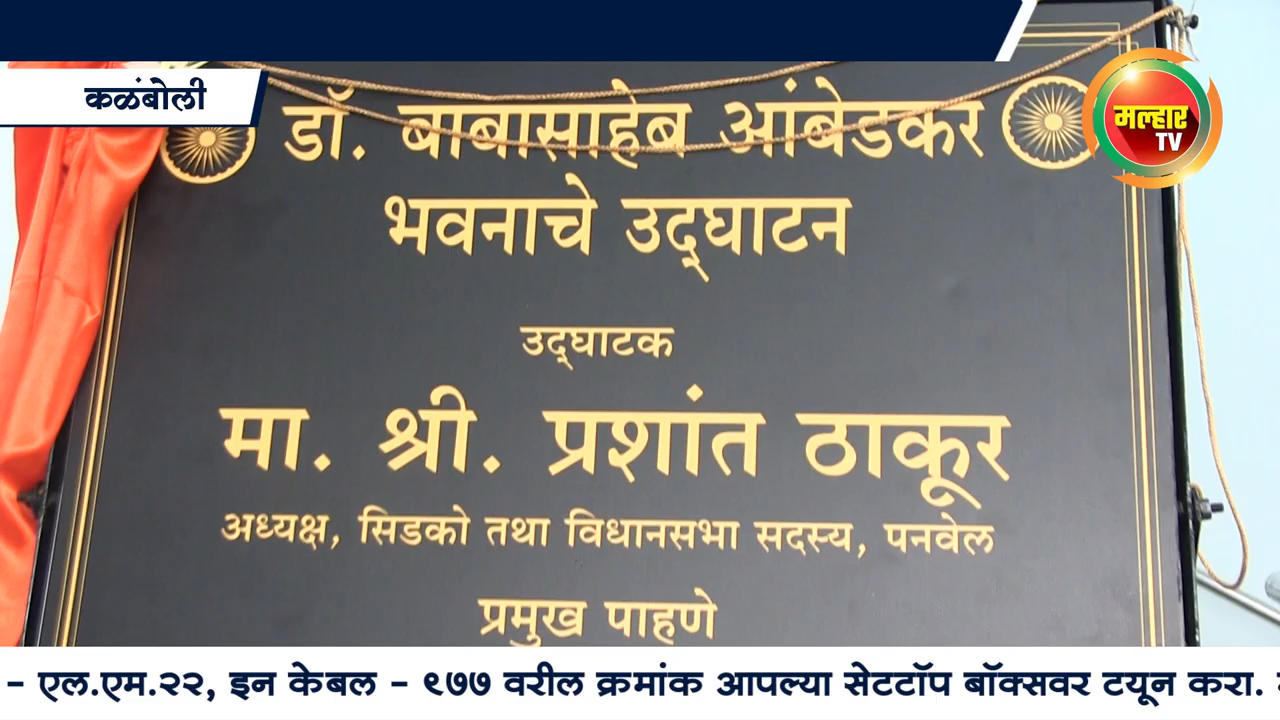 कळंबोली
मल्हार
TV
डॉ. बाबासाहेब आंबेडकर
भवनाचे उद्‌घाटन
उद्‌घाटक
मा. श्री. प्रशांत ठाकूर
अध्यक्ष, सिडको तथा विधानसभा सदस्य, पनवेल
प्रमुख पाहणे
- एल.एम.२२, इन केबल - ९७७ वरील क्रमांक आपल्या सेटटॉप बॉक्सवर टयून करा.